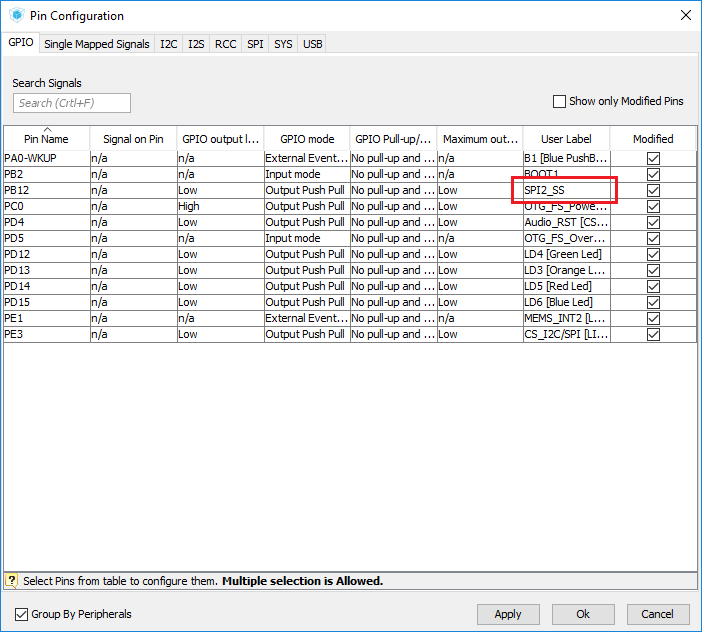 Pin Configuration
GPIO Single Mapped Signals I2C I2S RCC SPI SYS USB
Search Signals
Search (Crtl+F)
Show only Modified Pins
Pin Name Signal on Pin GPIO output l... GPIO mode GPIO Pull-up/... Maximum out... User Label Modified
PA0-WKUP n/a n/a External Event... No pull-up and ... n/a B1 [Blue PushB...
PB2 n/a n/a Input mode No pull-up and ... n/a BOOT1
PB12 n/a Low Output Push Pull No pull-up and ... Low SPI2_SS
PC0 n/a High Output Push Pull No pull-up and ... Low OTG_FS_Powe...
PD4 n/a Low Output Push Pull No pull-up and ... Low Audio_RST [CS...
PD5 n/a n/a Input mode No pull-up and ... n/a OTG_FS_Over...
PD12 n/a Low Output Push Pull No pull-up and ... Low LD4 [Green Led]
PD13 n/a Low Output Push Pull No pull-up and ... Low LD3 [Orange L...
PD14 n/a Low Output Push Pull No pull-up and ... Low LD5 [Red Led]
PD15 n/a Low Output Push Pull No pull-up and ... Low LD6 [Blue Led]
PE1 n/a n/a External Event... No pull-up and ... n/a MEMS_INT2 [L...
PE3 n/a Low Output Push Pull No pull-up and ... Low CS_I2C/SPI [LI...
? Select Pins from table to configure them. Multiple selection is Allowed.
Group By Peripherals Apply Ok Cancel